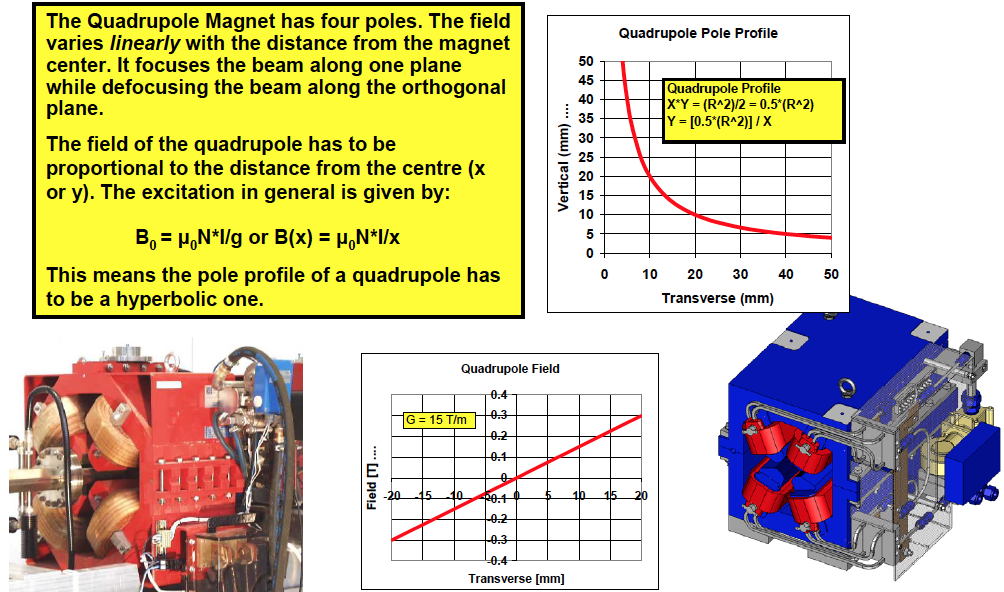 The Quadrupole Magnet has four poles. The field
varies linearly with the distance from the magnet
center. It focuses the beam along one plane
while defocusing the beam along the orthogonal
plane.
The field of the quadrupole has to be
proportional to the distance from the centre (x
or y). The excitation in general is given by:
B₀ = μ₀N*I/g or B(x) = μ₀N*I/x
This means the pole profile of a quadrupole has
to be a hyperbolic one.
Quadrupole Pole Profile
Quadrupole Profile
X*Y = (R^2)/2 = 0.5*(R^2)
Y = [0.5*(R^2)] / X
Vertical (mm) ....
50
45
40
35
30
25
20
15
10
5
0
0 10 20 30 40 50
Transverse (mm)
Quadrupole Field
G = 15 T/m
Field [T] ....
0.4
0.3
0.2
0.1
0
-20 -15 -10 -5 0 5 10 15 20
-0.1
-0.2
-0.3
-0.4
Transverse [mm]